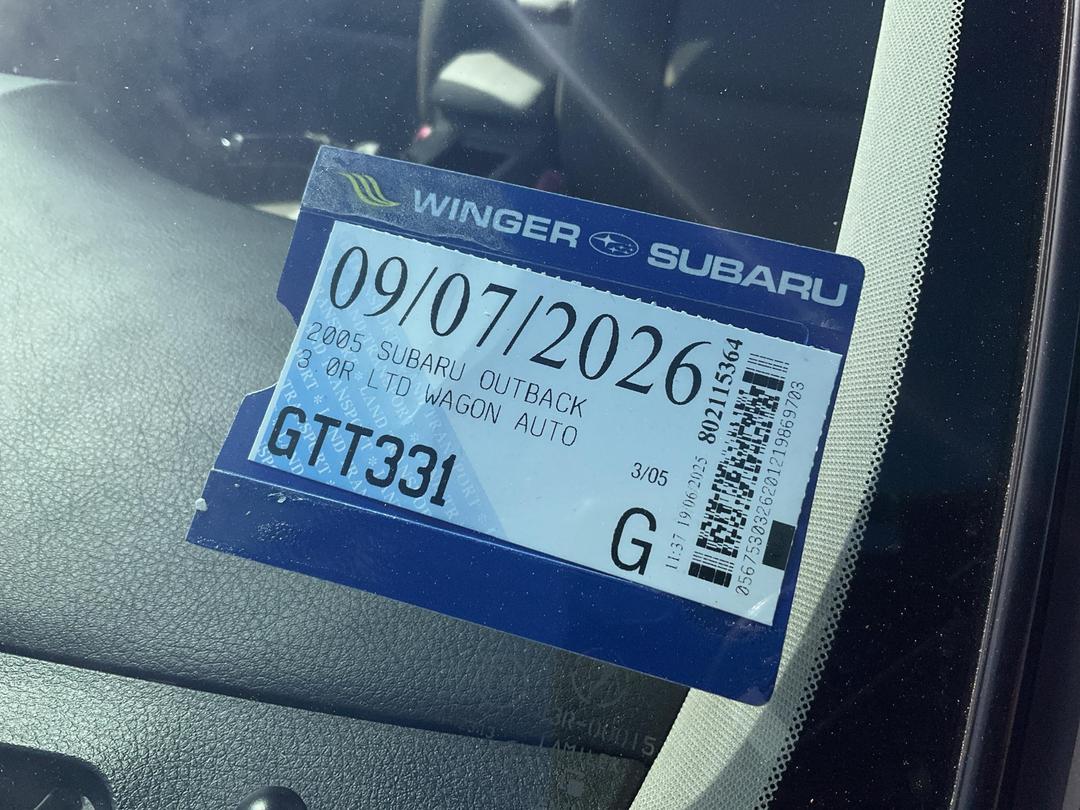 WINGER SUBARU
09/07/2026
2005 SUBARU OUTBACK
3.0R LTD WAGON AUTO
GTT331
3/05
G
11:37 19/06/2025
802115364
0567530326201219869703